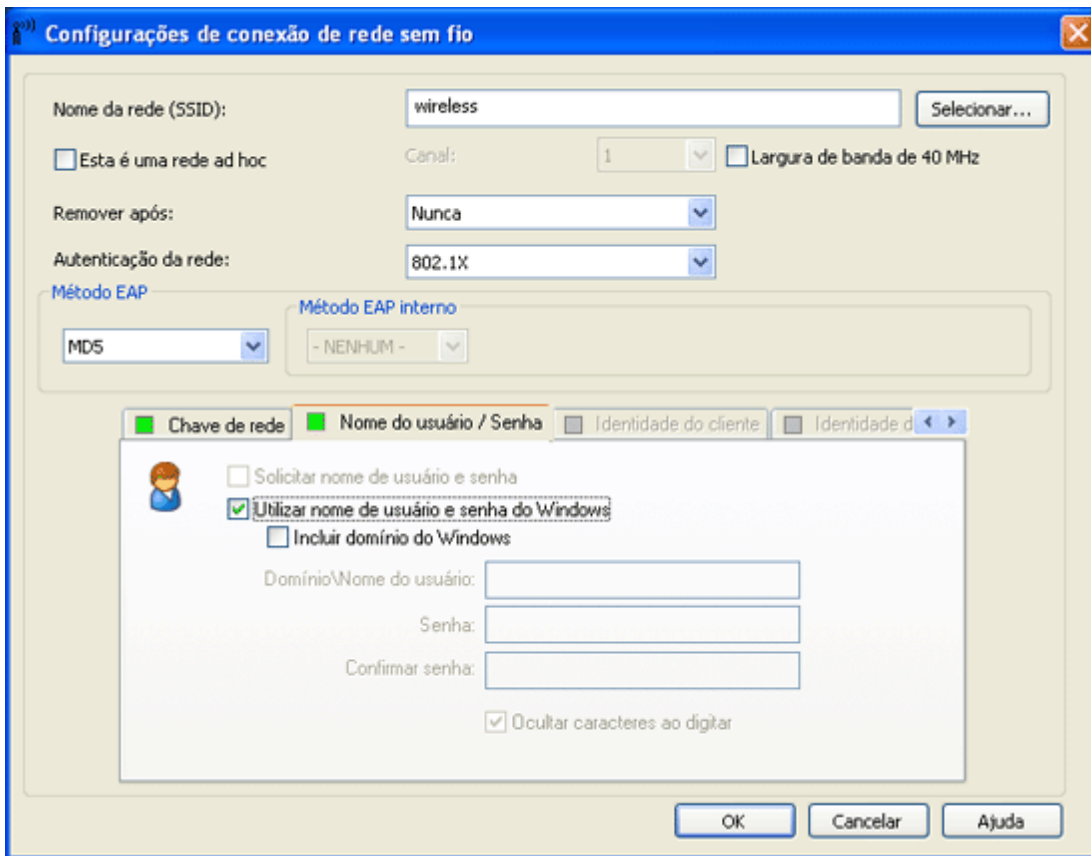 Configurações de conexão de rede sem fio
Nome da rede (SSID): wireless Selecionar...
Esta é uma rede ad hoc Canal: 1 Largura de banda de 40 MHz
Remover após: Nunca
Autenticação da rede: 802.1X
Método EAP
Método EAP interno
MD5 - NENHUM -
Chave de rede Nome do usuário / Senha Identidade do cliente Identidade d
Solicitar nome de usuário e senha
Utilizar nome de usuário e senha do Windows
Incluir domínio do Windows
Domínio\Nome do usuário:
Senha:
Confirmar senha:
Ocultar caracteres ao digitar
OK Cancelar Ajuda